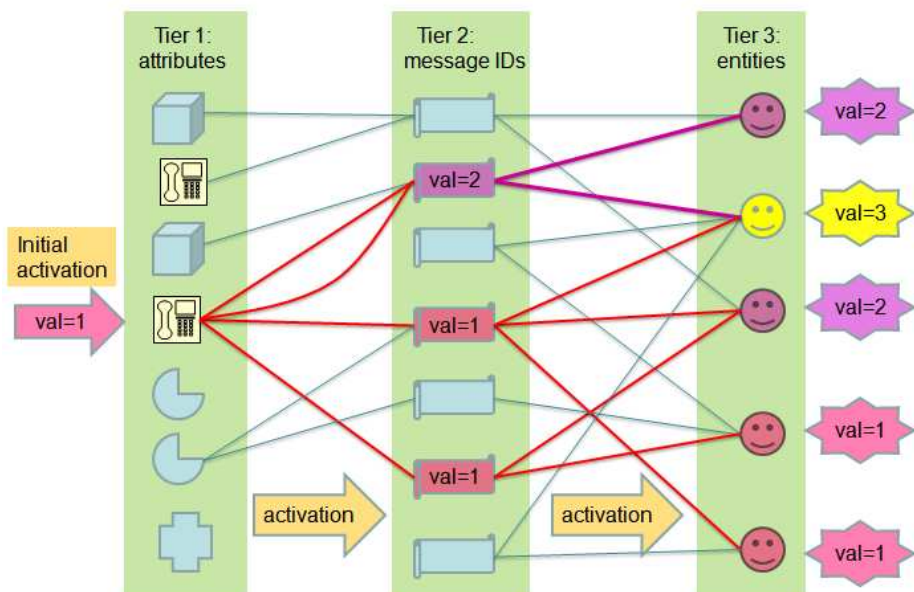 Tier 1:
attributes
Tier 2:
message IDs
Tier 3:
entities
val=2
val=2
val=3
Initial
activation
val=1
val=1
val=2
val=1
val=1
activation
activation
val=1